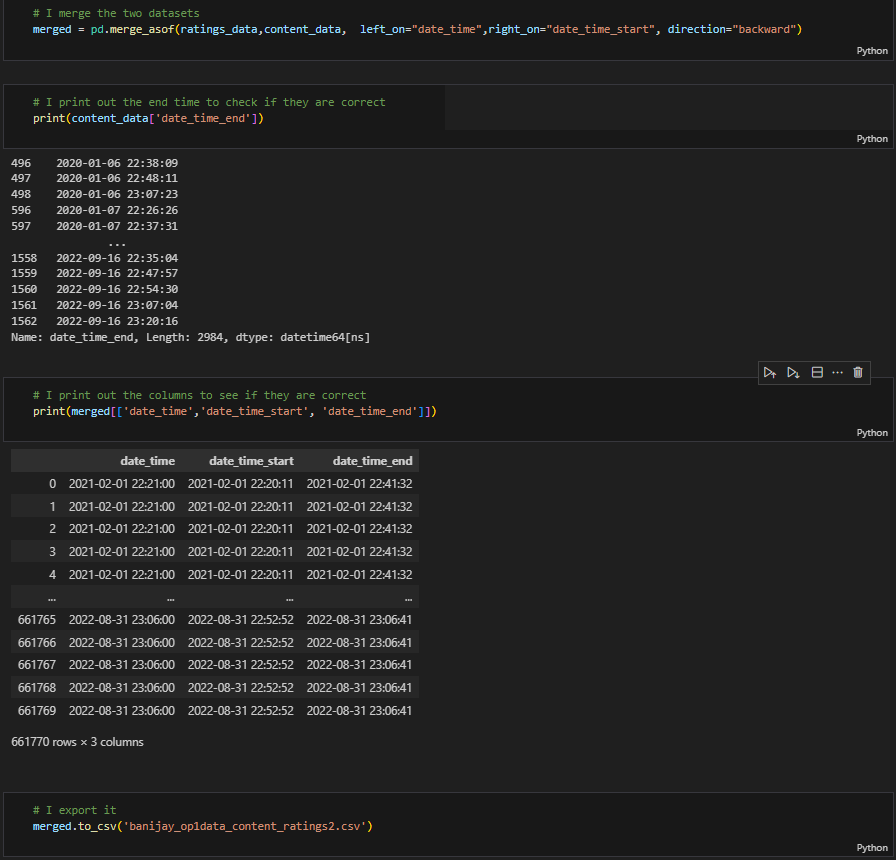 # I merge the two datasets
merged = pd.merge_asof(ratings_data,content_data,  left_on="date_time",right_on="date_time_start", direction="backward")
Python
# I print out the end time to check if they are correct
print(content_data['date_time_end'])
Python
496    2020-01-06 22:38:09
497    2020-01-06 22:48:11
498    2020-01-06 23:07:23
596    2020-01-07 22:26:26
597    2020-01-07 22:37:31
...
1558   2022-09-16 22:35:04
1559   2022-09-16 22:47:57
1560   2022-09-16 22:54:30
1561   2022-09-16 23:07:04
1562   2022-09-16 23:20:16
Name: date_time_end, Length: 2984, dtype: datetime64[ns]
# I print out the columns to see if they are correct
print(merged[['date_time','date_time_start', 'date_time_end']])
Python
date_time date_time_start date_time_end
0 2021-02-01 22:21:00 2021-02-01 22:20:11 2021-02-01 22:41:32
1 2021-02-01 22:21:00 2021-02-01 22:20:11 2021-02-01 22:41:32
2 2021-02-01 22:21:00 2021-02-01 22:20:11 2021-02-01 22:41:32
3 2021-02-01 22:21:00 2021-02-01 22:20:11 2021-02-01 22:41:32
4 2021-02-01 22:21:00 2021-02-01 22:20:11 2021-02-01 22:41:32
... ... ... ...
661765 2022-08-31 23:06:00 2022-08-31 22:52:52 2022-08-31 23:06:41
661766 2022-08-31 23:06:00 2022-08-31 22:52:52 2022-08-31 23:06:41
661767 2022-08-31 23:06:00 2022-08-31 22:52:52 2022-08-31 23:06:41
661768 2022-08-31 23:06:00 2022-08-31 22:52:52 2022-08-31 23:06:41
661769 2022-08-31 23:06:00 2022-08-31 22:52:52 2022-08-31 23:06:41
661770 rows × 3 columns
# I export it
merged.to_csv('banijay_op1data_content_ratings2.csv')
Python